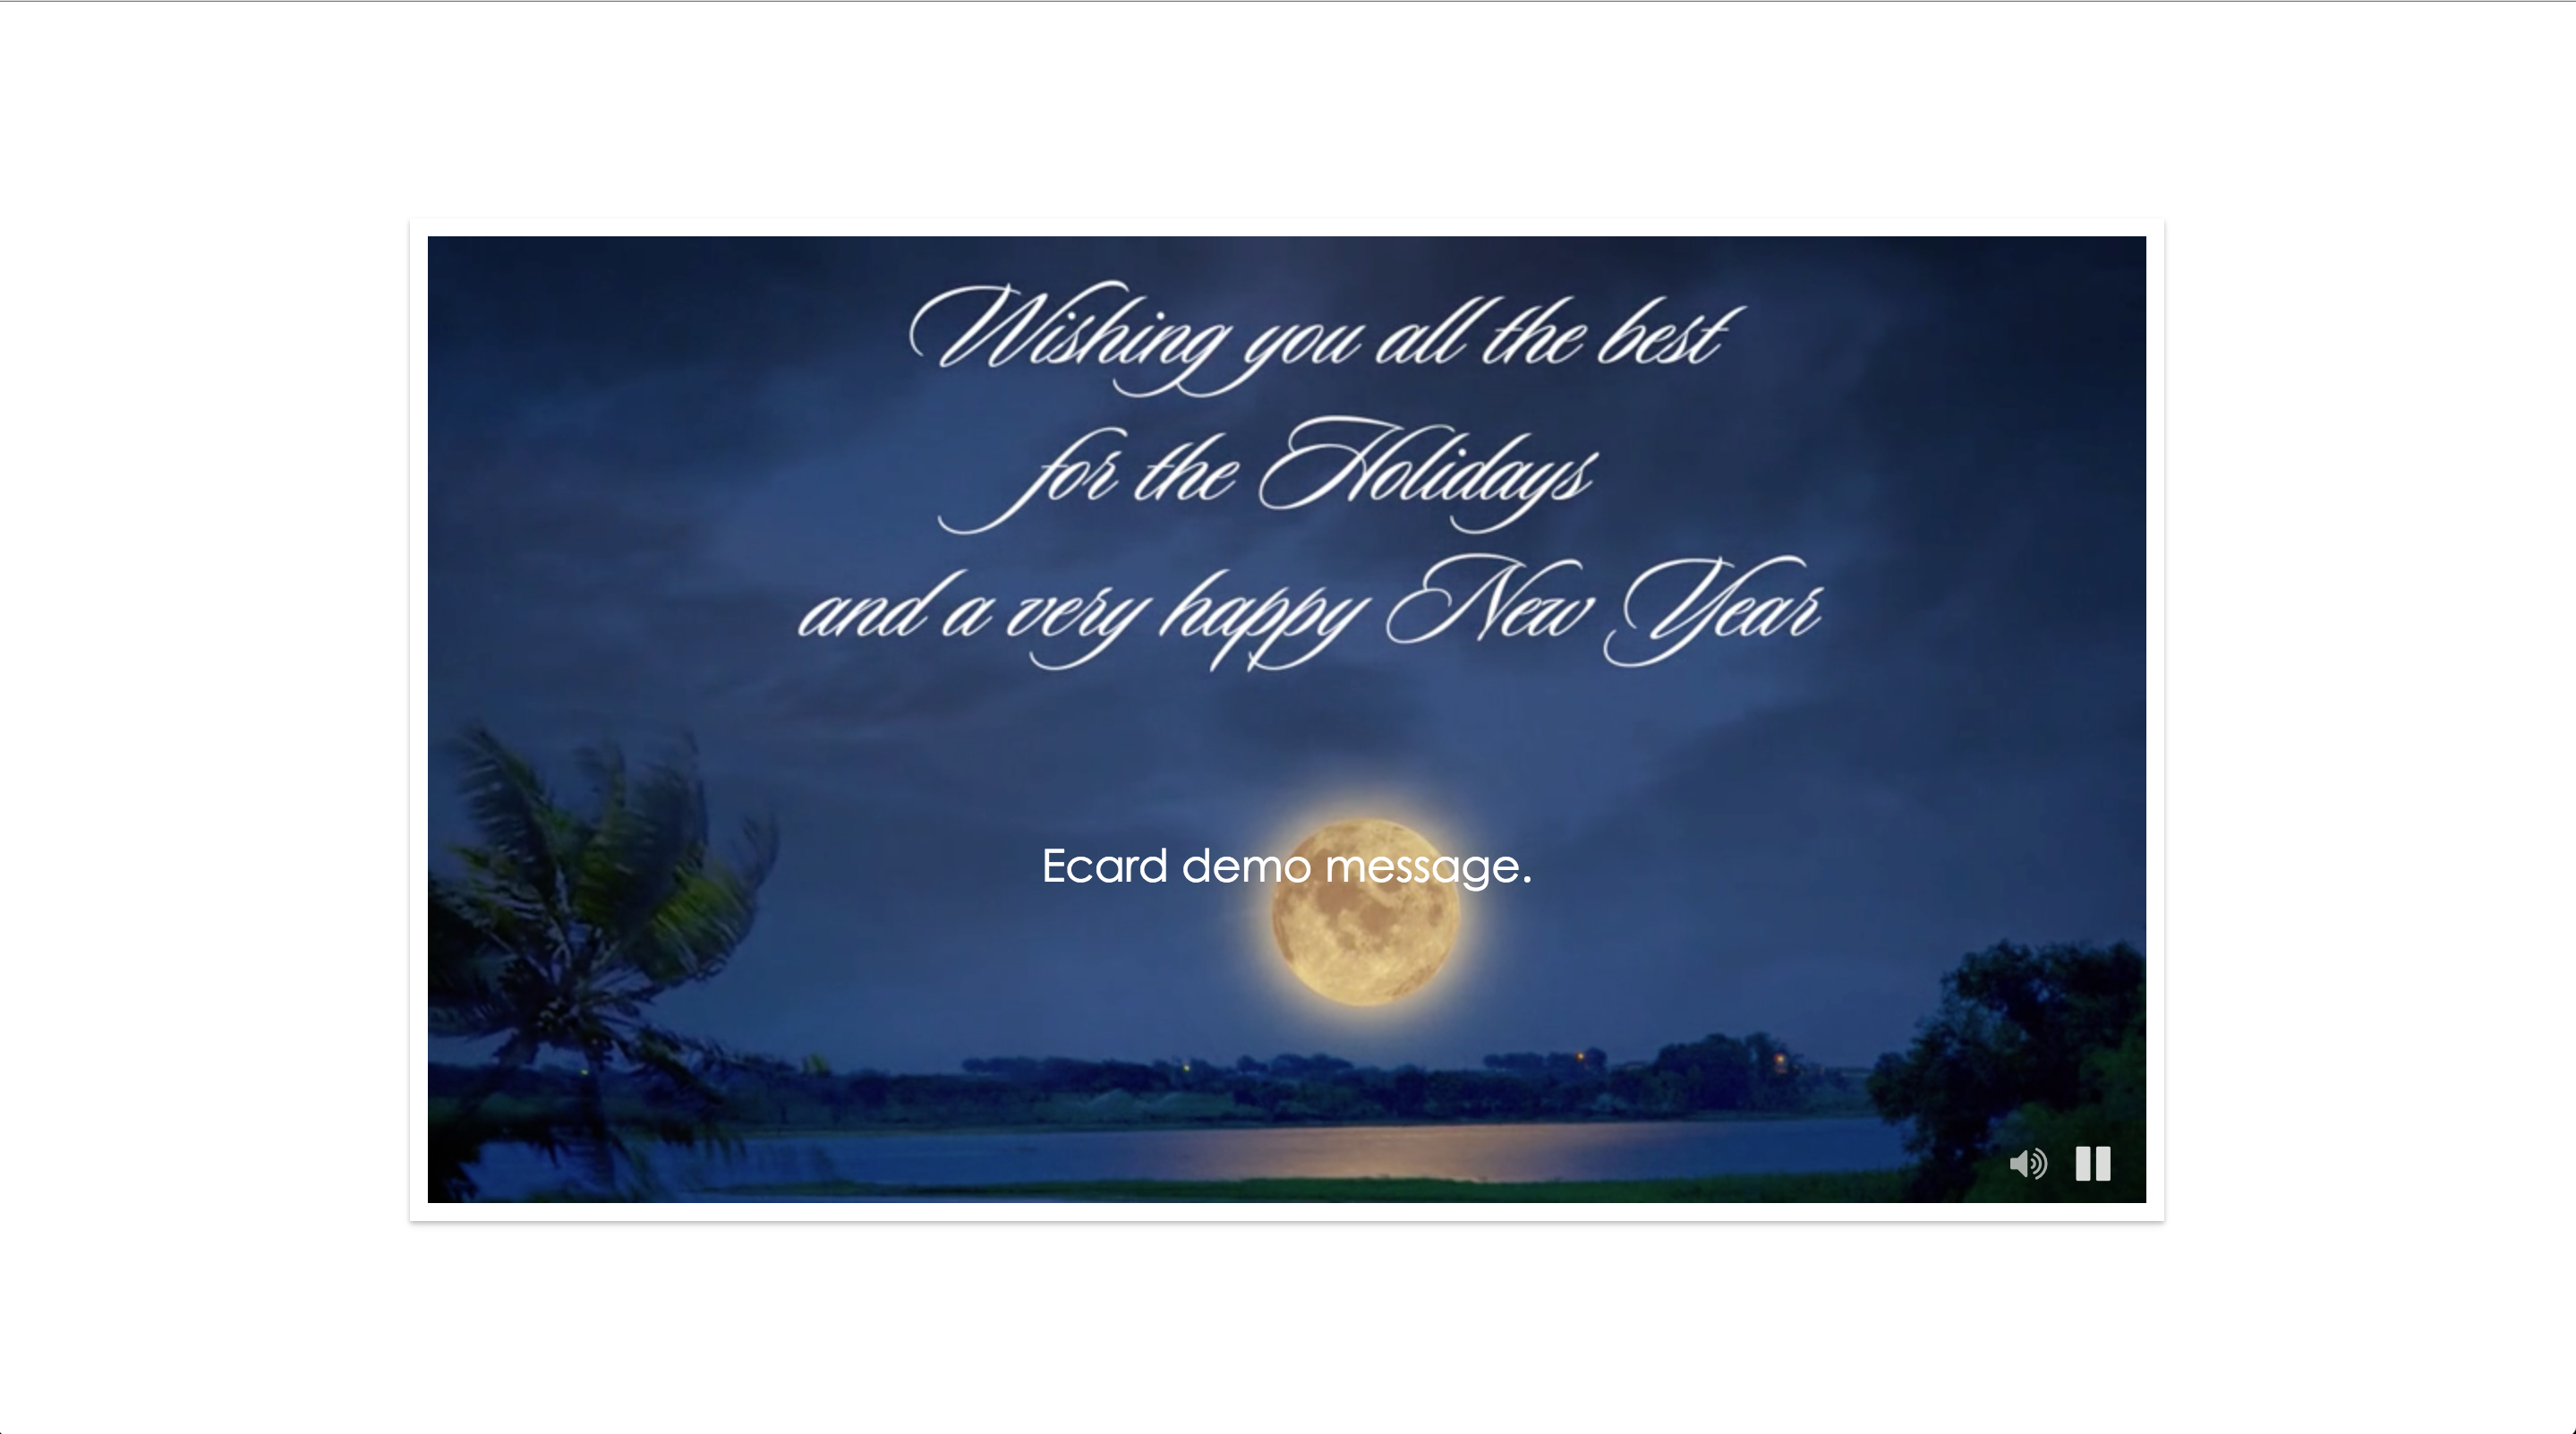 Wishing you all the best
for the Holidays
and a very happy New Year
Ecard demo message.